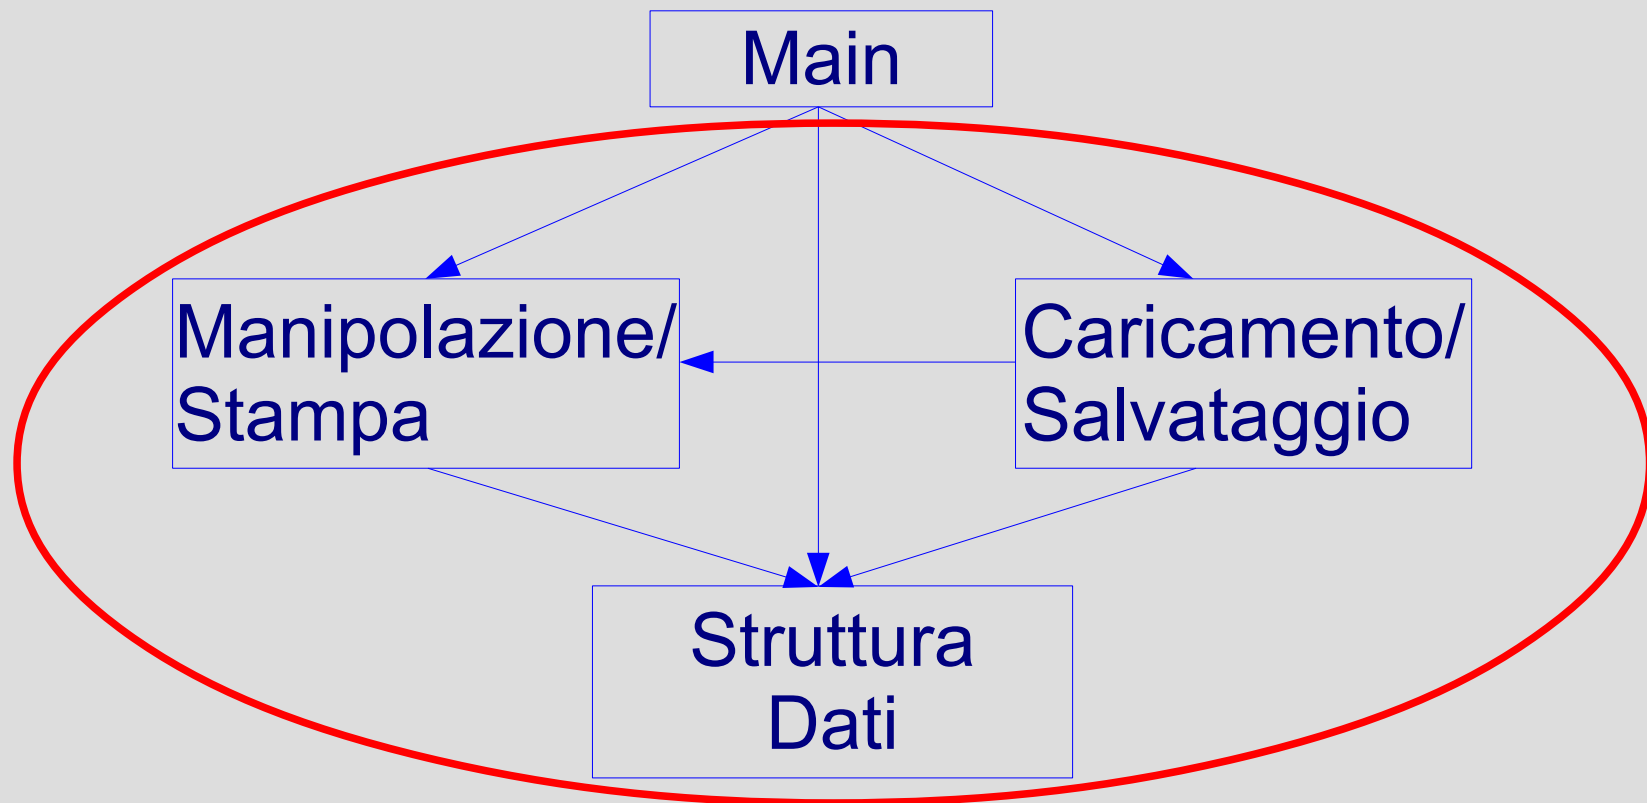 Main
Manipolazione/
Stampa
Caricamento/
Salvataggio
Struttura
Dati